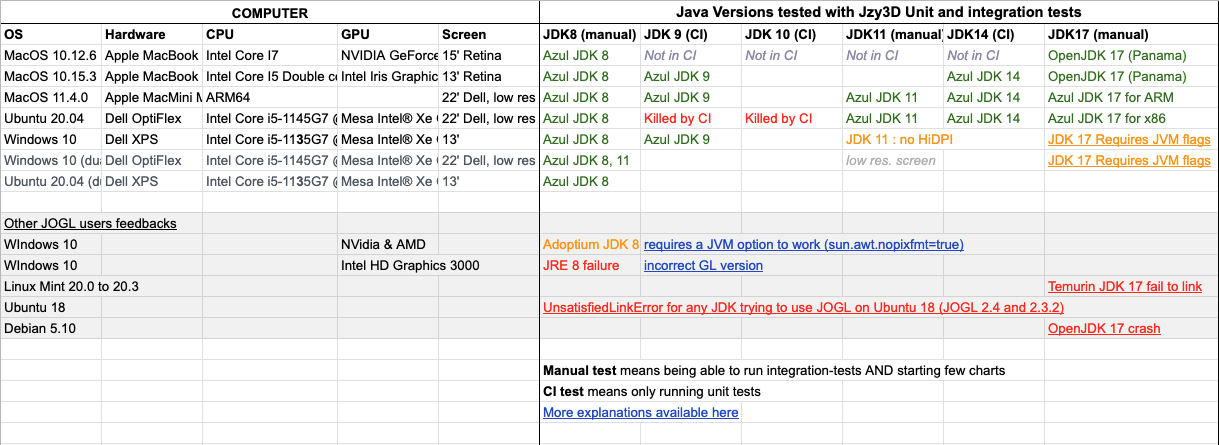 COMPUTER Java Versions tested with Jzy3D Unit and integration tests
OS Hardware CPU GPU Screen JDK8 (manual) JDK 9 (CI) JDK 10 (CI) JDK11 (manual) JDK14 (CI) JDK17 (manual)
MacOS 10.12.6 Apple MacBook Intel Core I7 NVIDIA GeForce 15' Retina Azul JDK 8 Not in CI Not in CI Not in CI Not in CI OpenJDK 17 (Panama)
MacOS 10.15.3 Apple MacBook Intel Core I5 Double co Intel Iris Graphic 13' Retina Azul JDK 8 Azul JDK 9 Azul JDK 14 OpenJDK 17 (Panama)
MacOS 11.4.0 Apple MacMini M ARM64 22' Dell, low res Azul JDK 8 Azul JDK 9 Azul JDK 11 Azul JDK 14 Azul JDK 17 for ARM
Ubuntu 20.04 Dell OptiFlex Intel Core i5-1145G7 @ Mesa Intel® Xe 22' Dell, low res Azul JDK 8 Killed by CI Killed by CI Azul JDK 11 Azul JDK 14 Azul JDK 17 for x86
Windows 10 Dell XPS Intel Core i5-1135G7 @ Mesa Intel® Xe 13' Azul JDK 8 Azul JDK 9 JDK 11 : no HiDPI JDK 17 Requires JVM flags
Windows 10 (dua Dell OptiFlex Intel Core i5-1145G7 @ Mesa Intel® Xe 22' Dell, low res Azul JDK 8, 11 low res. screen JDK 17 Requires JVM flags
Ubuntu 20.04 (d Dell XPS Intel Core i5-1135G7 @ Mesa Intel® Xe 13' Azul JDK 8
Other JOGL users feedbacks
WIndows 10 NVidia & AMD Adoptium JDK 8 requires a JVM option to work (sun.awt.nopixfmt=true)
WIndows 10 Intel HD Graphics 3000 JRE 8 failure incorrect GL version
Linux Mint 20.0 to 20.3 Temurin JDK 17 fail to link
Ubuntu 18 UnsatisfiedLinkError for any JDK trying to use JOGL on Ubuntu 18 (JOGL 2.4 and 2.3.2)
Debian 5.10 OpenJDK 17 crash
Manual test means being able to run integration-tests AND starting few charts
CI test means only running unit tests
More explanations available here